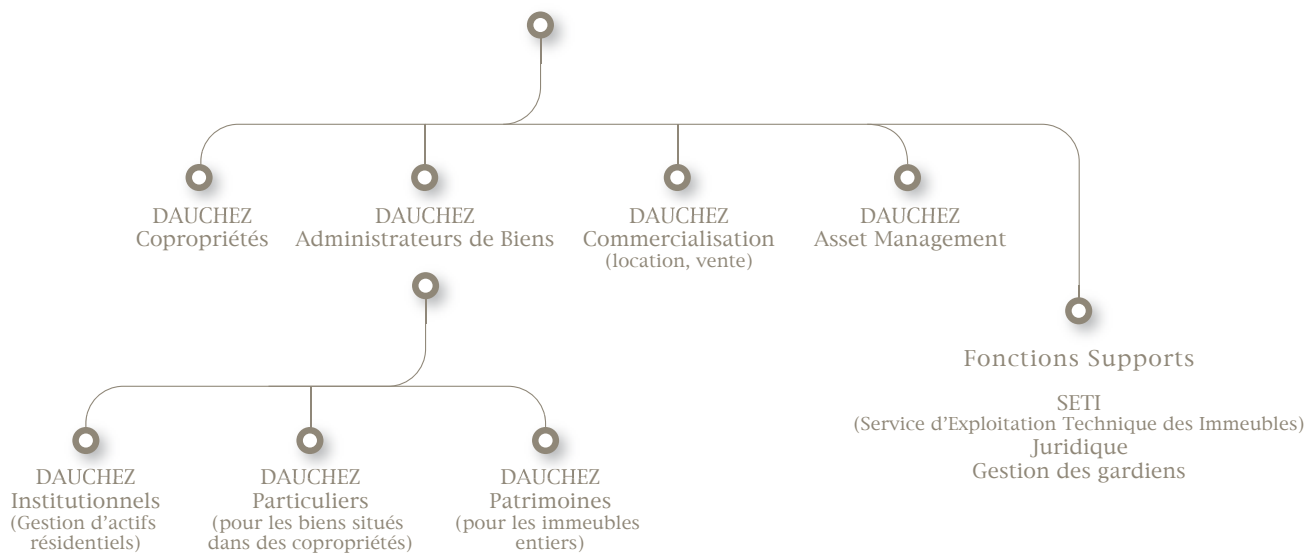 DAUCHEZ
Copropriétés
DAUCHEZ
Administrateurs de Biens
DAUCHEZ
Commercialisation
(location, vente)
DAUCHEZ
Asset Management
Fonctions Supports
SETI
(Service d’Exploitation Technique des Immeubles)
Juridique
Gestion des gardiens
DAUCHEZ
Institutionnels
(Gestion d’actifs
résidentiels)
DAUCHEZ
Particuliers
(pour les biens situés
dans des copropriétés)
DAUCHEZ
Patrimoines
(pour les immeubles
entiers)